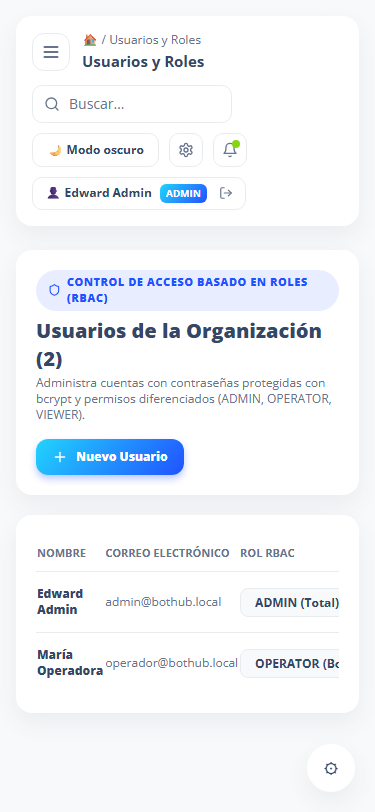 / Usuarios y Roles
Usuarios y Roles
Buscar...
Modo oscuro
Edward Admin ADMIN
CONTROL DE ACCESO BASADO EN ROLES
(RBAC)
Usuarios de la Organización
(2)
Administra cuentas con contraseñas protegidas con
bcrypt y permisos diferenciados (ADMIN, OPERATOR,
VIEWER).
Nuevo Usuario
NOMBRE CORREO ELECTRÓNICO ROL RBAC
Edward
Admin
admin@bothub.local
ADMIN (Total)
María
Operadora
operador@bothub.local
OPERATOR